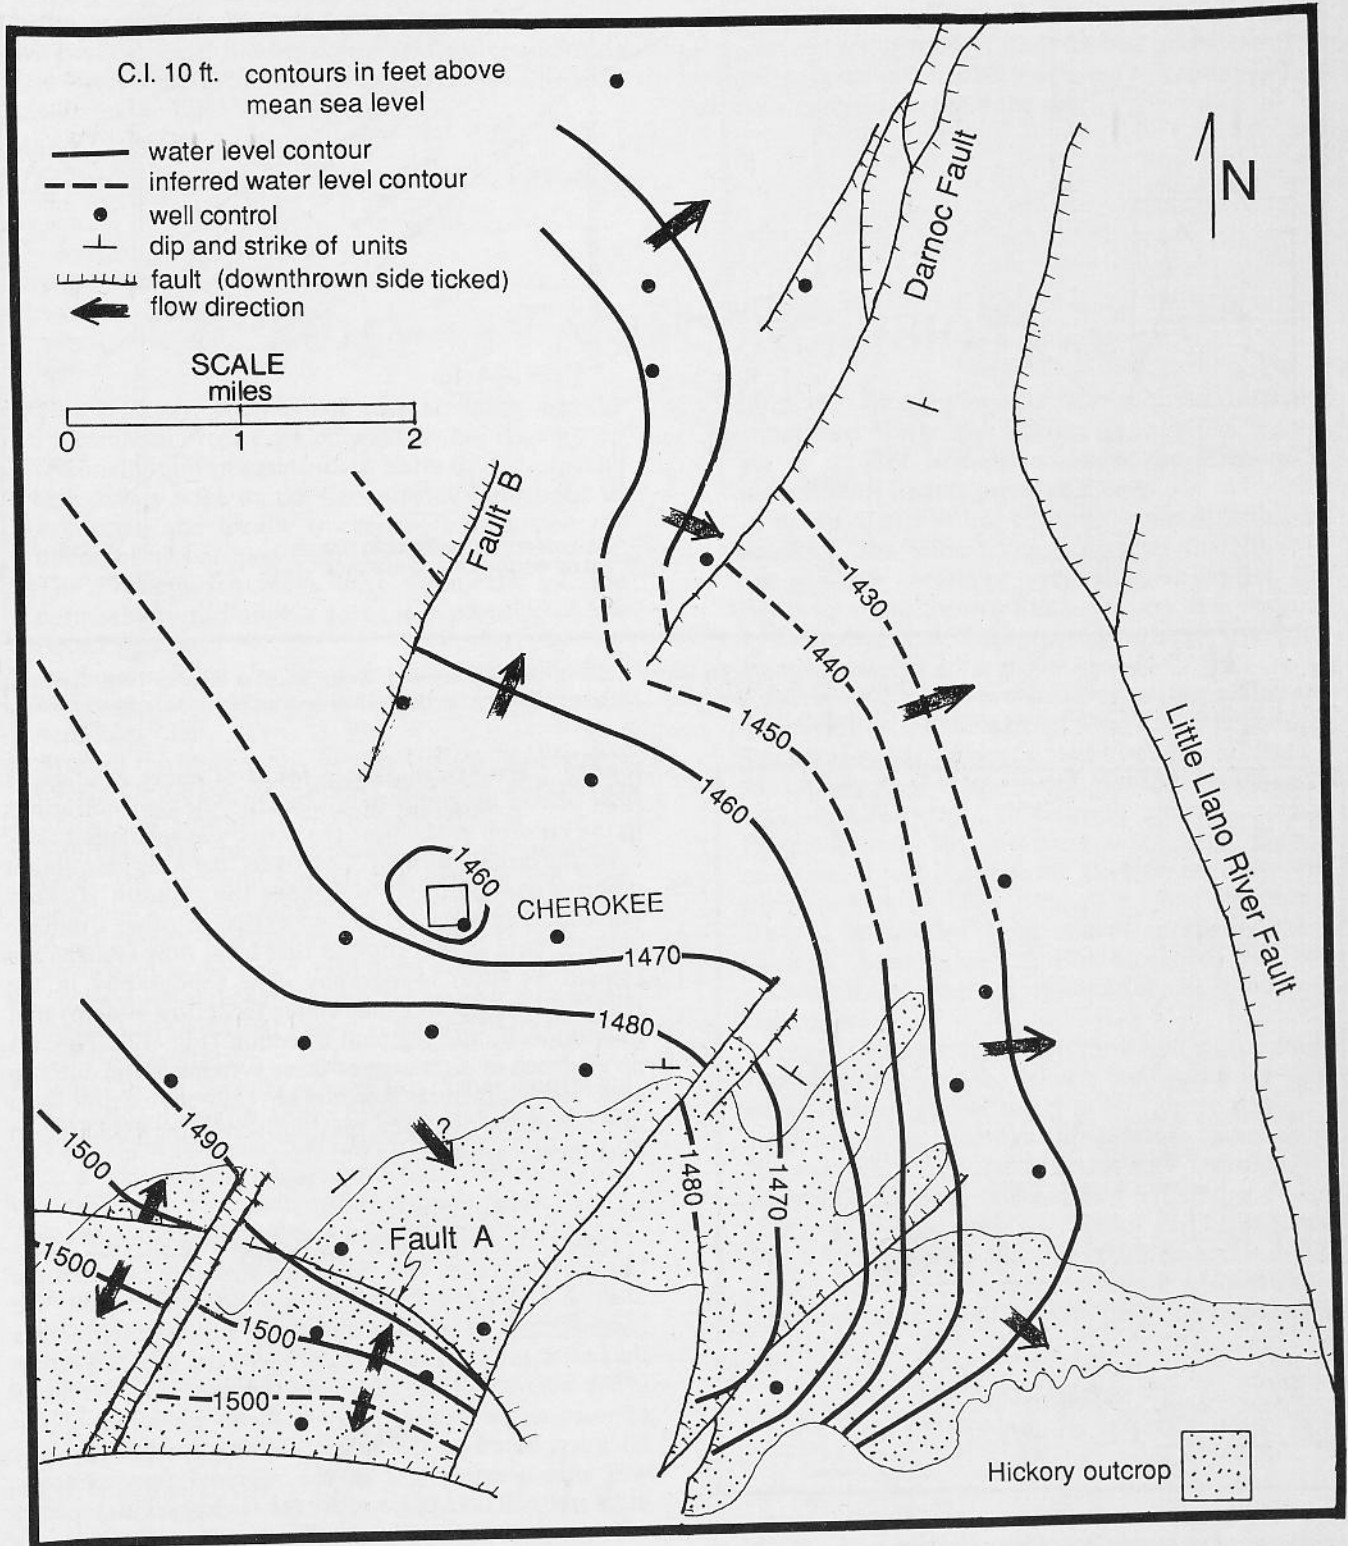 C.I. 10 ft. contours in feet above
mean sea level
water level contour
inferred water level contour
well control
dip and strike of units
fault (downthrown side ticked)
flow direction
SCALE
miles
0 1 2
N
Darnoc Fault
Fault B
1430
1440
1450
1460
Little Llano River Fault
1460
CHEROKEE
1470
1480
?
1490
1500
1480
1470
Fault A
1500
1500
1500
Hickory outcrop